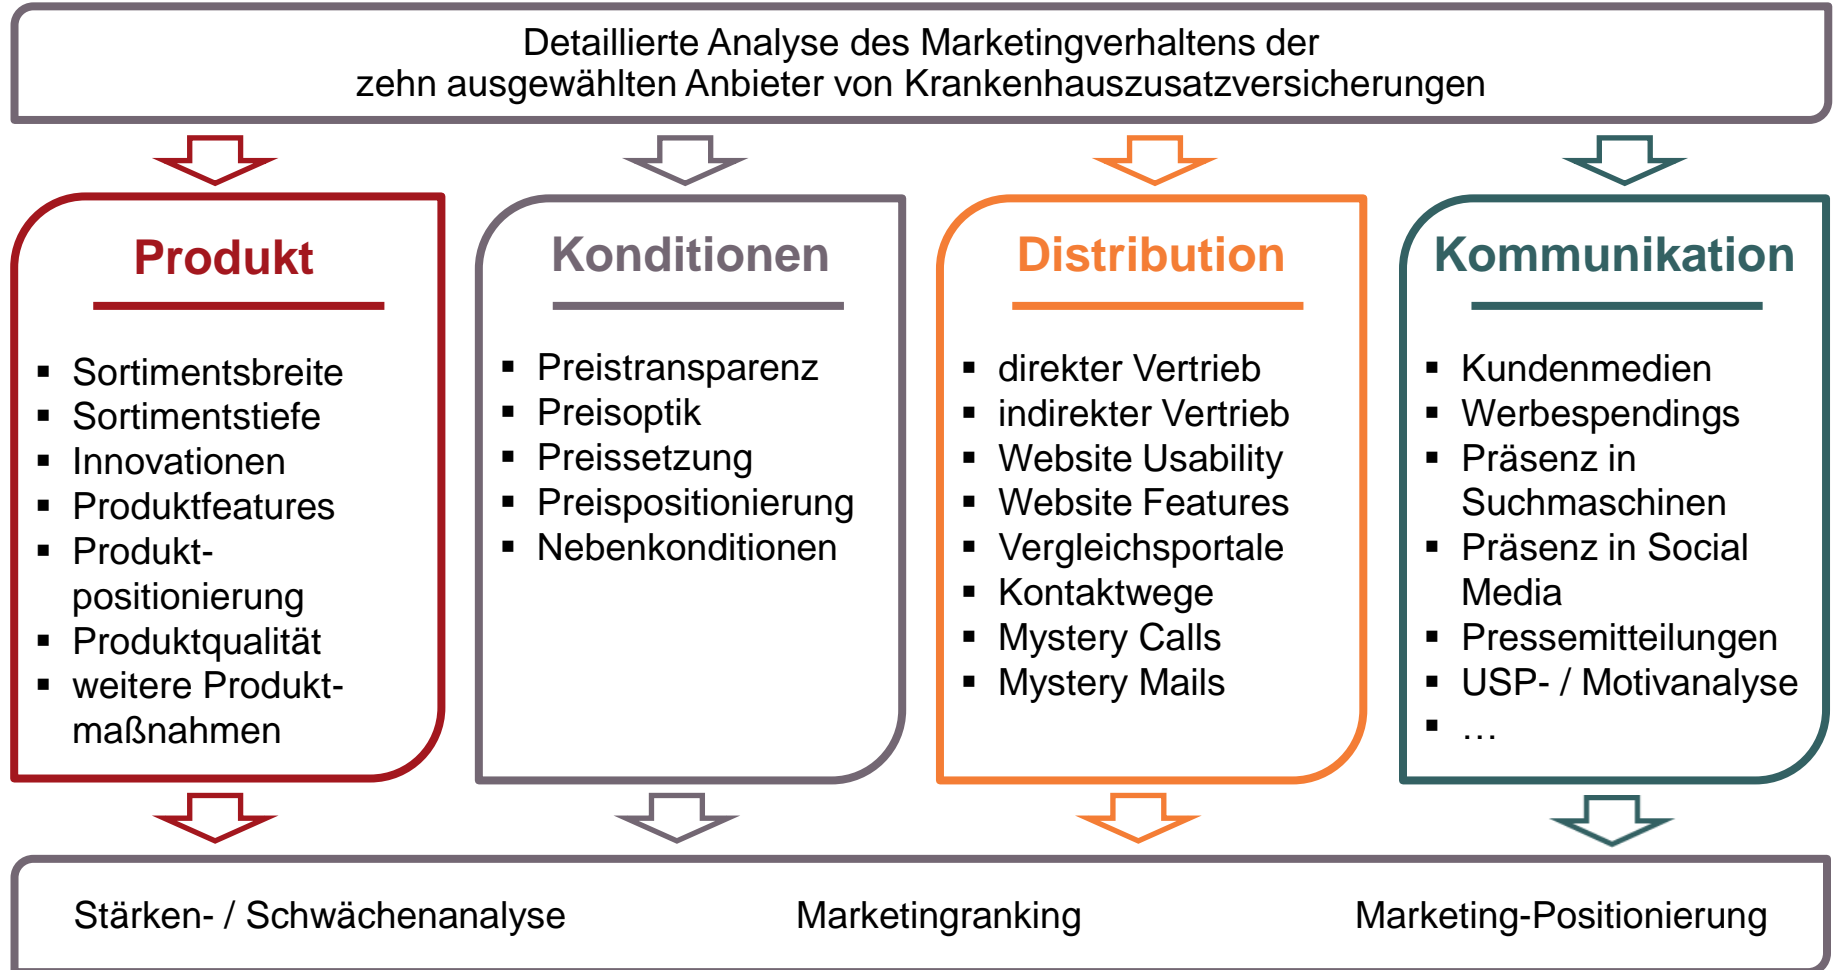 Detaillierte Analyse des Marketingverhaltens der
zehn ausgewählten Anbieter von Krankenhauszusatzversicherungen
Produkt
▪ Sortimentsbreite
▪ Sortimentstiefe
▪ Innovationen
▪ Produktfeatures
▪ Produkt-
positionierung
▪ Produktqualität
▪ weitere Produkt-
maßnahmen
Konditionen
▪ Preistransparenz
▪ Preisoptik
▪ Preissetzung
▪ Preispositionierung
▪ Nebenkonditionen
Distribution
▪ direkter Vertrieb
▪ indirekter Vertrieb
▪ Website Usability
▪ Website Features
▪ Vergleichsportale
▪ Kontaktwege
▪ Mystery Calls
▪ Mystery Mails
Kommunikation
▪ Kundenmedien
▪ Werbespendings
▪ Präsenz in
Suchmaschinen
▪ Präsenz in Social
Media
▪ Pressemitteilungen
▪ USP- / Motivanalyse
▪ …
Stärken- / Schwächenanalyse
Marketingranking
Marketing-Positionierung